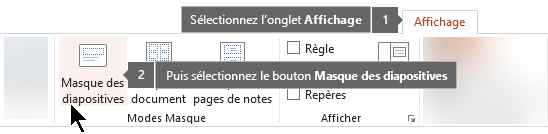 Sélectionnez l'onglet Affichage 1 Affichage
Règle
2 Puis sélectionnez le bouton Masque des diapositives
Masque des
diapositives
document
pages de notes
Repères
Modes Masque
Afficher